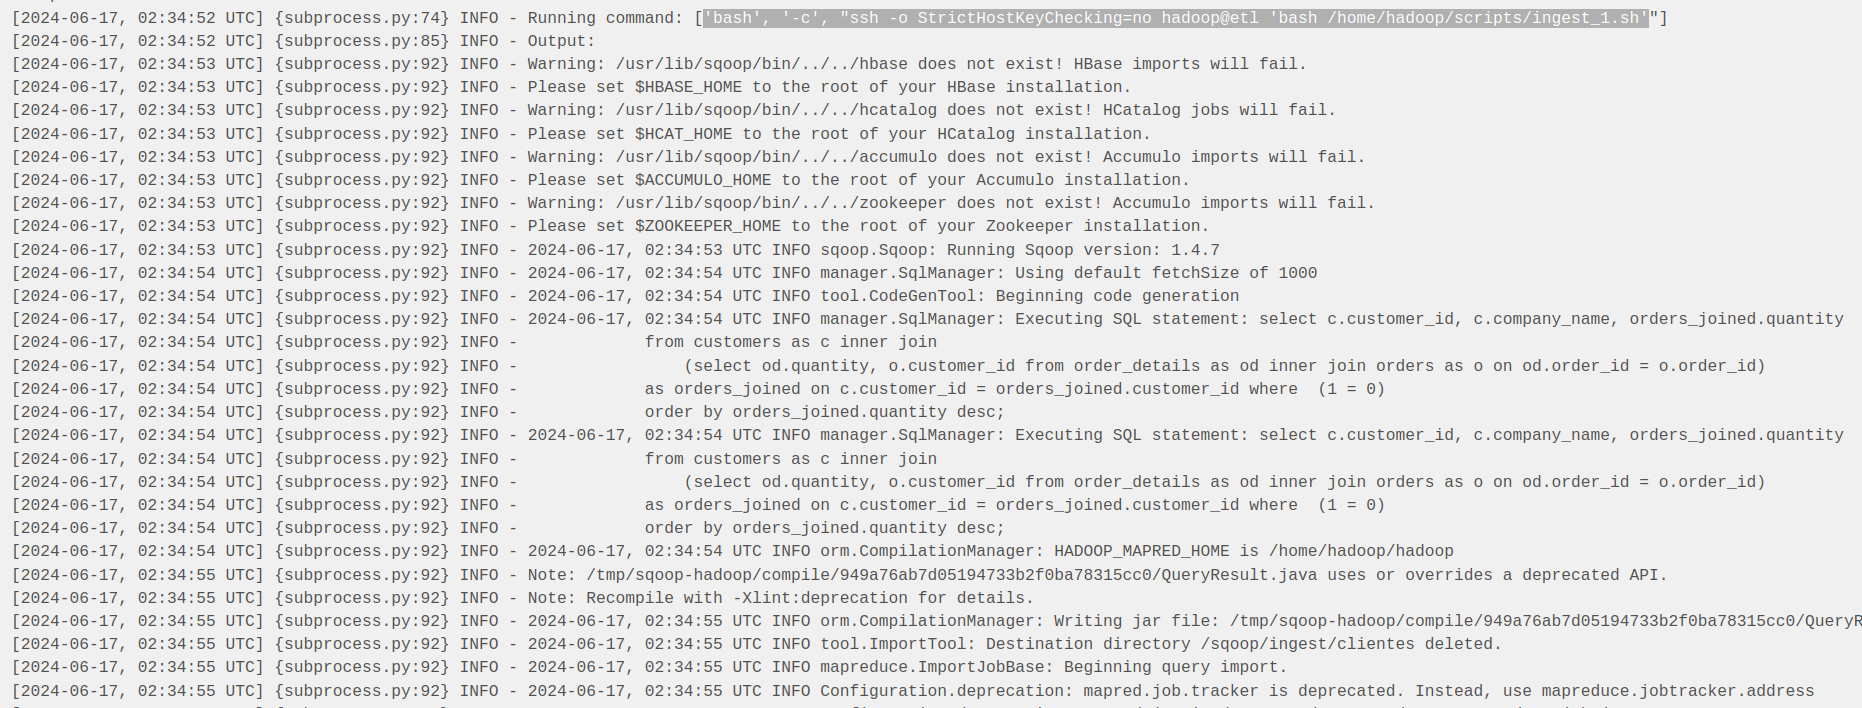 [2024-06-17, 02:34:52 UTC] {subprocess.py:74} INFO - Running command: ['bash', '-c', "ssh -o StrictHostKeyChecking=no hadoop@etl 'bash /home/hadoop/scripts/ingest_1.sh'"]
[2024-06-17, 02:34:52 UTC] {subprocess.py:85} INFO - Output:
[2024-06-17, 02:34:53 UTC] {subprocess.py:92} INFO - Warning: /usr/lib/sqoop/bin/../../hbase does not exist! HBase imports will fail.
[2024-06-17, 02:34:53 UTC] {subprocess.py:92} INFO - Please set $HBASE_HOME to the root of your HBase installation.
[2024-06-17, 02:34:53 UTC] {subprocess.py:92} INFO - Warning: /usr/lib/sqoop/bin/../../hcatalog does not exist! HCatalog jobs will fail.
[2024-06-17, 02:34:53 UTC] {subprocess.py:92} INFO - Please set $HCAT_HOME to the root of your HCatalog installation.
[2024-06-17, 02:34:53 UTC] {subprocess.py:92} INFO - Warning: /usr/lib/sqoop/bin/../../accumulo does not exist! Accumulo imports will fail.
[2024-06-17, 02:34:53 UTC] {subprocess.py:92} INFO - Please set $ACCUMULO_HOME to the root of your Accumulo installation.
[2024-06-17, 02:34:53 UTC] {subprocess.py:92} INFO - Warning: /usr/lib/sqoop/bin/../../zookeeper does not exist! Accumulo imports will fail.
[2024-06-17, 02:34:53 UTC] {subprocess.py:92} INFO - Please set $ZOOKEEPER_HOME to the root of your Zookeeper installation.
[2024-06-17, 02:34:53 UTC] {subprocess.py:92} INFO - 2024-06-17, 02:34:53 UTC INFO sqoop.Sqoop: Running Sqoop version: 1.4.7
[2024-06-17, 02:34:54 UTC] {subprocess.py:92} INFO - 2024-06-17, 02:34:54 UTC INFO manager.SqlManager: Using default fetchSize of 1000
[2024-06-17, 02:34:54 UTC] {subprocess.py:92} INFO - 2024-06-17, 02:34:54 UTC INFO tool.CodeGenTool: Beginning code generation
[2024-06-17, 02:34:54 UTC] {subprocess.py:92} INFO - 2024-06-17, 02:34:54 UTC INFO manager.SqlManager: Executing SQL statement: select c.customer_id, c.company_name, orders_joined.quantity
[2024-06-17, 02:34:54 UTC] {subprocess.py:92} INFO -             from customers as c inner join
[2024-06-17, 02:34:54 UTC] {subprocess.py:92} INFO -                 (select od.quantity, o.customer_id from order_details as od inner join orders as o on od.order_id = o.order_id)
[2024-06-17, 02:34:54 UTC] {subprocess.py:92} INFO -             as orders_joined on c.customer_id = orders_joined.customer_id where  (1 = 0)
[2024-06-17, 02:34:54 UTC] {subprocess.py:92} INFO -             order by orders_joined.quantity desc;
[2024-06-17, 02:34:54 UTC] {subprocess.py:92} INFO - 2024-06-17, 02:34:54 UTC INFO manager.SqlManager: Executing SQL statement: select c.customer_id, c.company_name, orders_joined.quantity
[2024-06-17, 02:34:54 UTC] {subprocess.py:92} INFO -             from customers as c inner join
[2024-06-17, 02:34:54 UTC] {subprocess.py:92} INFO -                 (select od.quantity, o.customer_id from order_details as od inner join orders as o on od.order_id = o.order_id)
[2024-06-17, 02:34:54 UTC] {subprocess.py:92} INFO -             as orders_joined on c.customer_id = orders_joined.customer_id where  (1 = 0)
[2024-06-17, 02:34:54 UTC] {subprocess.py:92} INFO -             order by orders_joined.quantity desc;
[2024-06-17, 02:34:54 UTC] {subprocess.py:92} INFO - 2024-06-17, 02:34:54 UTC INFO orm.CompilationManager: HADOOP_MAPRED_HOME is /home/hadoop/hadoop
[2024-06-17, 02:34:55 UTC] {subprocess.py:92} INFO - Note: /tmp/sqoop-hadoop/compile/949a76ab7d05194733b2f0ba78315cc0/QueryResult.java uses or overrides a deprecated API.
[2024-06-17, 02:34:55 UTC] {subprocess.py:92} INFO - Note: Recompile with -Xlint:deprecation for details.
[2024-06-17, 02:34:55 UTC] {subprocess.py:92} INFO - 2024-06-17, 02:34:55 UTC INFO orm.CompilationManager: Writing jar file: /tmp/sqoop-hadoop/compile/949a76ab7d05194733b2f0ba78315cc0/QueryR
[2024-06-17, 02:34:55 UTC] {subprocess.py:92} INFO - 2024-06-17, 02:34:55 UTC INFO tool.ImportTool: Destination directory /sqoop/ingest/clientes deleted.
[2024-06-17, 02:34:55 UTC] {subprocess.py:92} INFO - 2024-06-17, 02:34:55 UTC INFO mapreduce.ImportJobBase: Beginning query import.
[2024-06-17, 02:34:55 UTC] {subprocess.py:92} INFO - 2024-06-17, 02:34:55 UTC INFO Configuration.deprecation: mapred.job.tracker is deprecated. Instead, use mapreduce.jobtracker.address